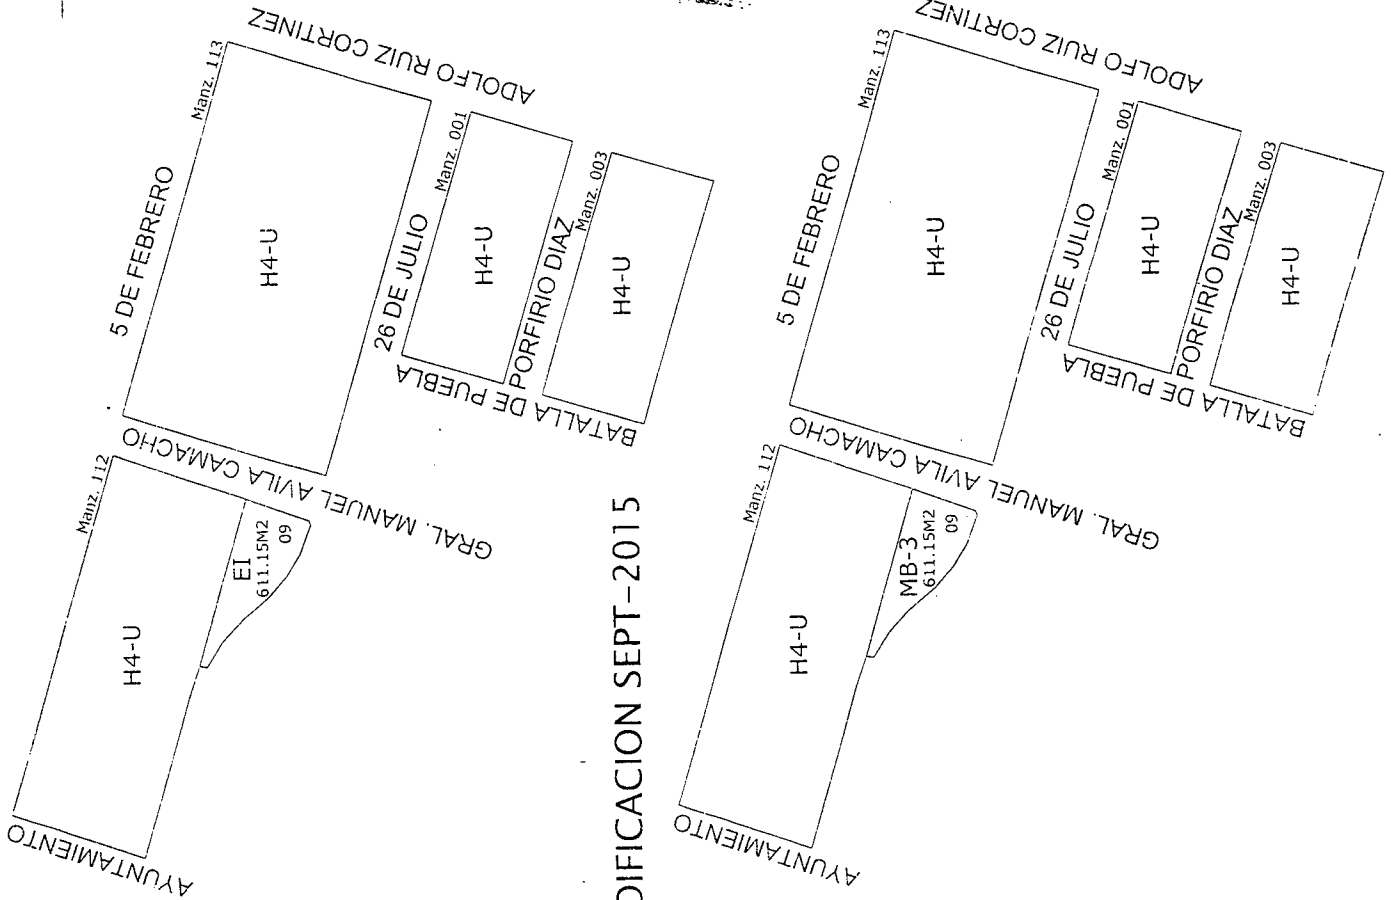 ADOLFO RUIZ CORTINEZ
Manz. 113
5 DE FEBRERO
H4-U
Manz. 001
26 DE JULIO
H4-U
Manz. 003
PORFIRIO DIAZ
H4-U
BATALLA DE PUEBLA
GRAL. MANUEL AVILA CAMACHO
Manz. 112
H4-U
EI
611.15M2
09
AYUNTAMIENTO
DIFICACION SEPT-2015
ADOLFO RUIZ CORTINEZ
Manz. 113
5 DE FEBRERO
H4-U
Manz. 001
26 DE JULIO
H4-U
Manz. 003
PORFIRIO DIAZ
H4-U
BATALLA DE PUEBLA
GRAL. MANUEL AVILA CAMACHO
Manz. 112
H4-U
MB-3
611.15M2
09
AYUNTAMIENTO